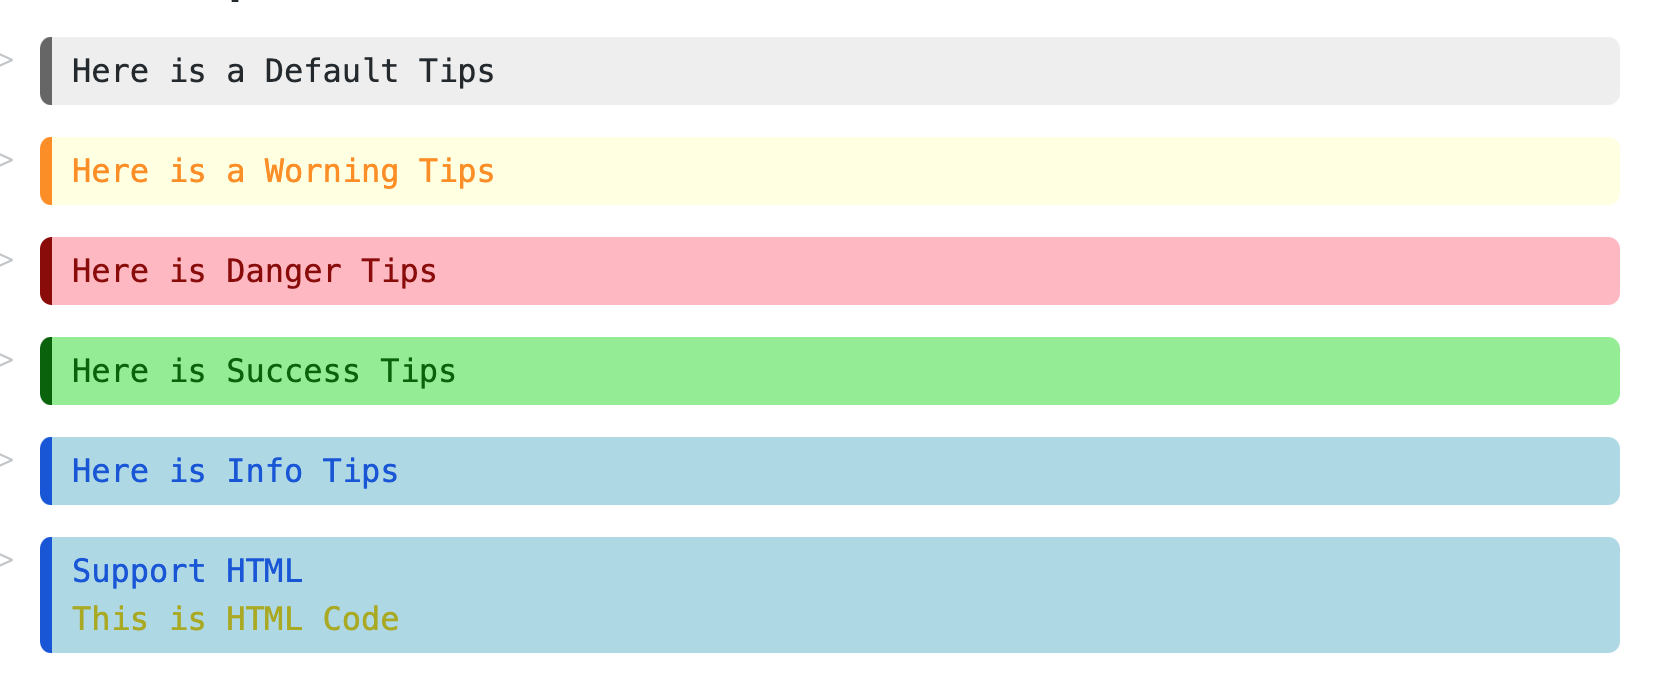 >
Here is a Default Tips
>
Here is a Worning Tips
>
Here is Danger Tips
>
Here is Success Tips
>
Here is Info Tips
>
Support HTML
This is HTML Code